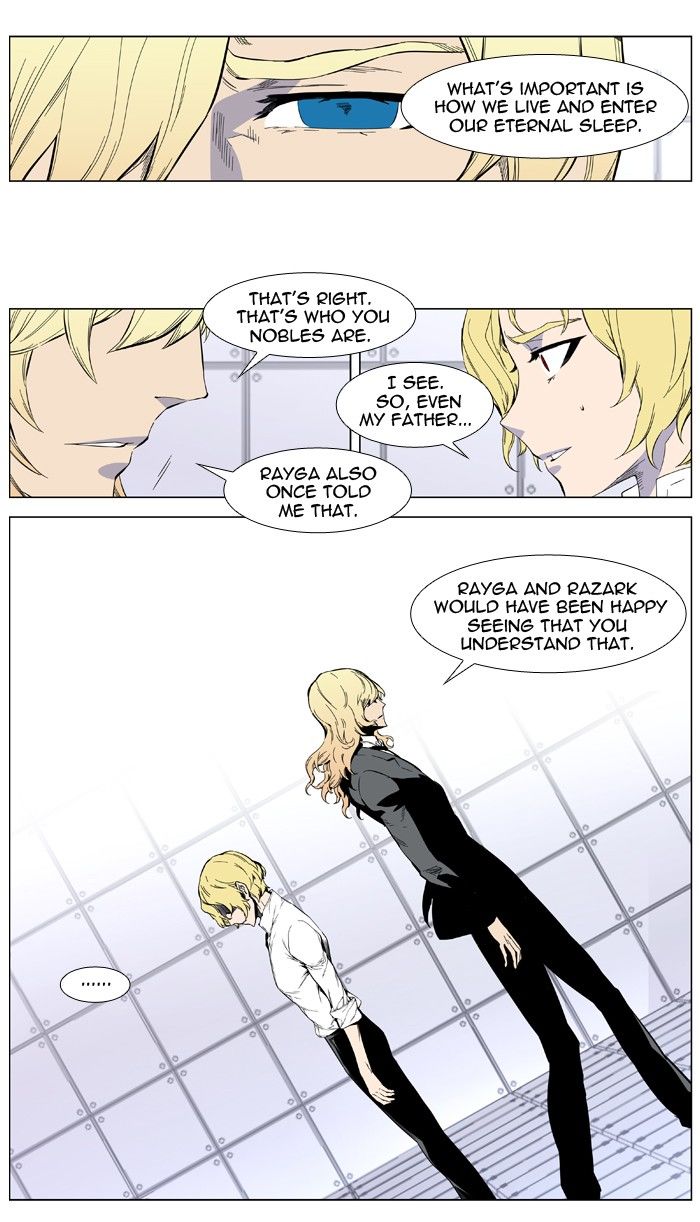 WHAT'S IMPORTANT IS
HOW WE LIVE AND ENTER
OUR ETERNAL SLEEP.
THAT'S RIGHT.
THAT'S WHO YOU
NOBLES ARE.
I SEE.
SO, EVEN
MY FATHER...
RAYGA ALSO
ONCE TOLD
ME THAT.
RAYGA AND RAZARK
WOULD HAVE BEEN HAPPY
SEEING THAT YOU
UNDERSTAND THAT.
......